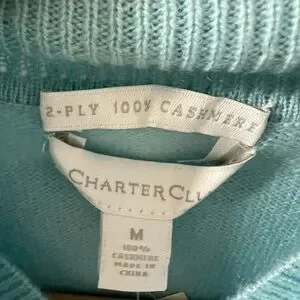 2-PLY 100% CASHMERE
CHARTER CLU
M
100%
CASHMERE
MADE IN
CHINA